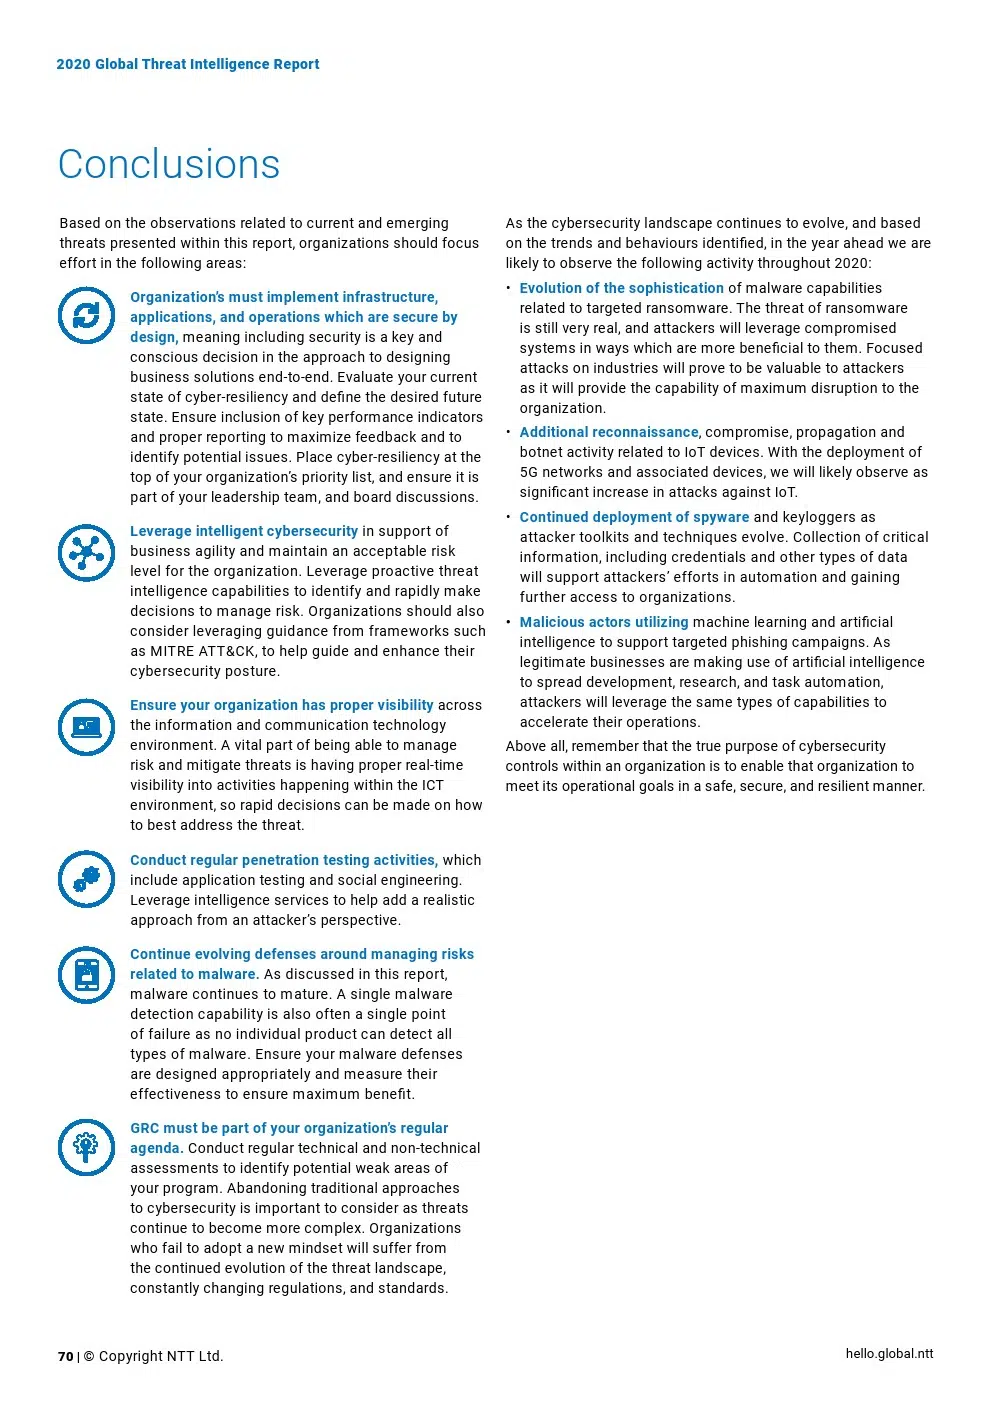 2020 Global Threat Intelligence Report
Conclusions
Based on the observations related to current and emerging
threats presented within this report, organizations should focus
effort in the following areas:
Organization's must implement infrastructure,
applications, and operations which are secure by
design, meaning including security is a key and
conscious decision in the approach to designing
business solutions end-to-end. Evaluate your current
state of cyber-resiliency and define the desired future
state. Ensure inclusion of key performance indicators
and proper reporting to maximize feedback and to
identify potential issues. Place cyber-resiliency at the
top of your organization's priority list, and ensure it is
part of your leadership team, and board discussions.
Leverage intelligent cybersecurity in support of
business agility and maintain an acceptable risk
level for the organization. Leverage proactive threat
intelligence capabilities to identify and rapidly make
decisions to manage risk. Organizations should also
consider leveraging guidance from frameworks such
as MITRE ATT&CK, to help guide and enhance their
cybersecurity posture.
Ensure your organization has proper visibility across
the information and communication technology
environment. A vital part of being able to manage
risk and mitigate threats is having proper real-time
visibility into activities happening within the ICT
environment, so rapid decisions can be made on how
to best address the threat.
Conduct regular penetration testing activities, which
include application testing and social engineering.
Leverage intelligence services to help add a realistic
approach from an attacker's perspective.
Continue evolving defenses around managing risks
related to malware. As discussed in this report,
malware continues to mature. A single malware
detection capability is also often a single point
of failure as no individual product can detect all
types of malware. Ensure your malware defenses
are designed appropriately and measure their
effectiveness to ensure maximum benefit.
GRC must be part of your organization's regular
agenda. Conduct regular technical and non-technical
assessments to identify potential weak areas of
your program. Abandoning traditional approaches
to cybersecurity is important to consider as threats
continue to become more complex. Organizations
who fail to adopt a new mindset will suffer from
the continued evolution of the threat landscape,
constantly changing regulations, and standards.
As the cybersecurity landscape continues to evolve, and based
on the trends and behaviours identified, in the year ahead we are
likely to observe the following activity throughout 2020:
• Evolution of the sophistication of malware capabilities
related to targeted ransomware. The threat of ransomware
is still very real, and attackers will leverage compromised
systems in ways which are more beneficial to them. Focused
attacks on industries will prove to be valuable to attackers
as it will provide the capability of maximum disruption to the
organization.
• Additional reconnaissance, compromise, propagation and
botnet activity related to IoT devices. With the deployment of
5G networks and associated devices, we will likely observe as
significant increase in attacks against IoT.
• Continued deployment of spyware and keyloggers as
attacker toolkits and techniques evolve. Collection of critical
information, including credentials and other types of data
will support attackers' efforts in automation and gaining
further access to organizations.
• Malicious actors utilizing machine learning and artificial
intelligence to support targeted phishing campaigns. As
legitimate businesses are making use of artificial intelligence
to spread development, research, and task automation,
attackers will leverage the same types of capabilities to
accelerate their operations.
Above all, remember that the true purpose of cybersecurity
controls within an organization is to enable that organization to
meet its operational goals in a safe, secure, and resilient manner.
70 | © Copyright NTT Ltd.
hello.global.ntt